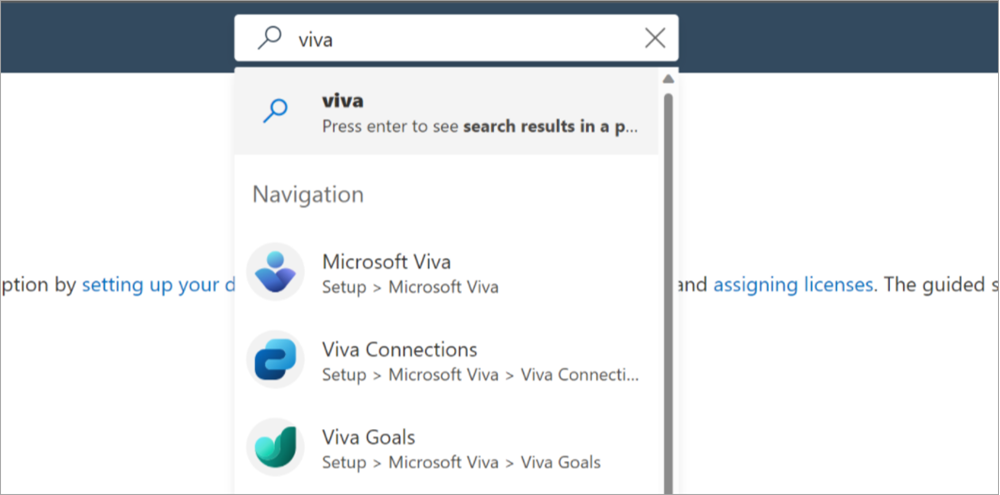 viva
viva
Press enter to see search results in a p...
Navigation
Microsoft Viva
Setup > Microsoft Viva
ption by setting up your d
and assigning licenses. The guided s
Viva Connections
Setup > Microsoft Viva > Viva Connecti...
Viva Goals
Setup > Microsoft Viva > Viva Goals